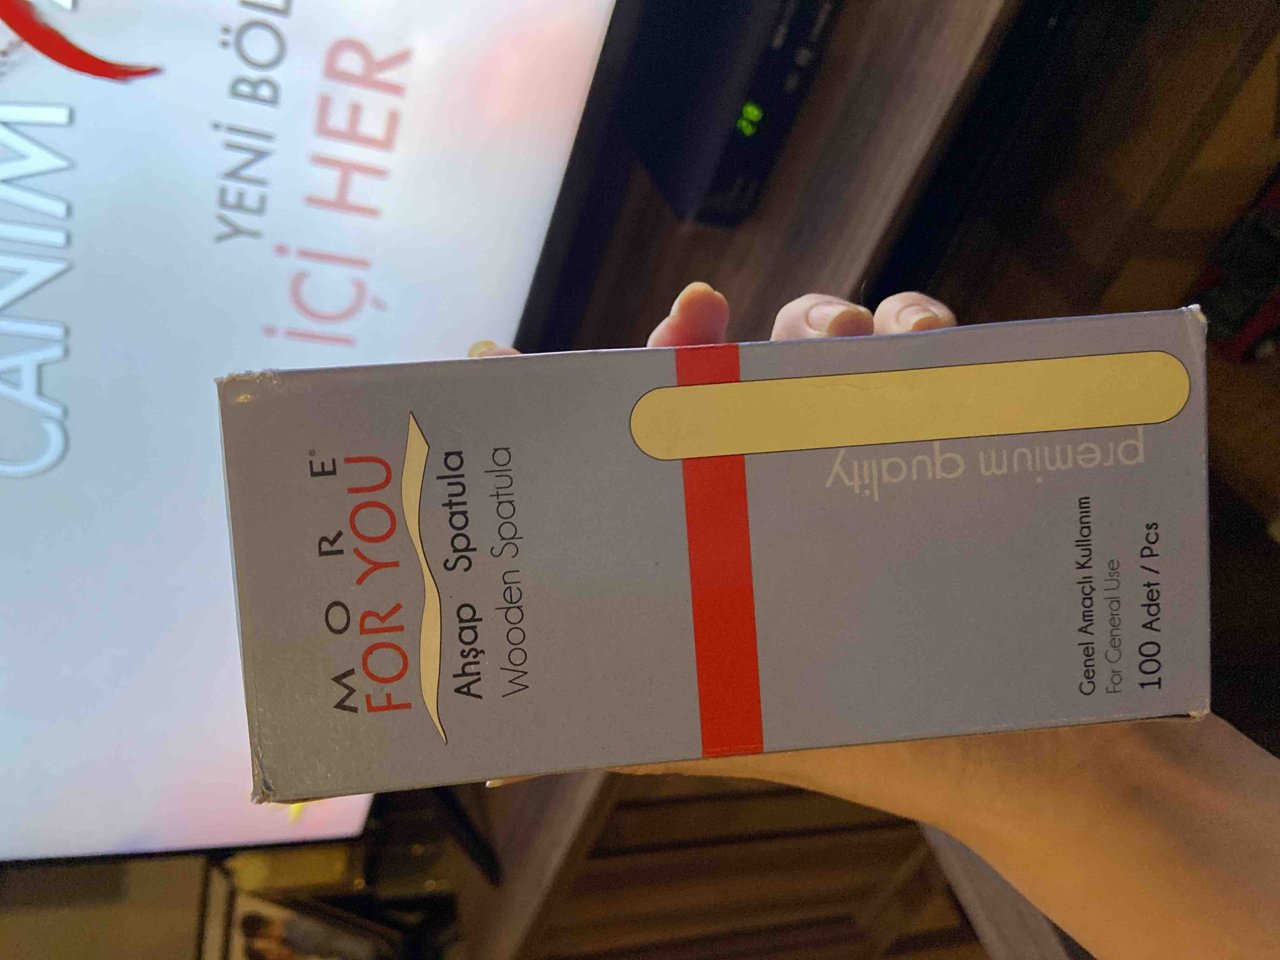 MORE
FOR YOU
Ahşap Spatula
Wooden Spatula
premium quality
Genel Amaçlı Kullanım
For General Use
100 Adet / Pcs
CANIM
YENİ BÖL
İÇİ HER